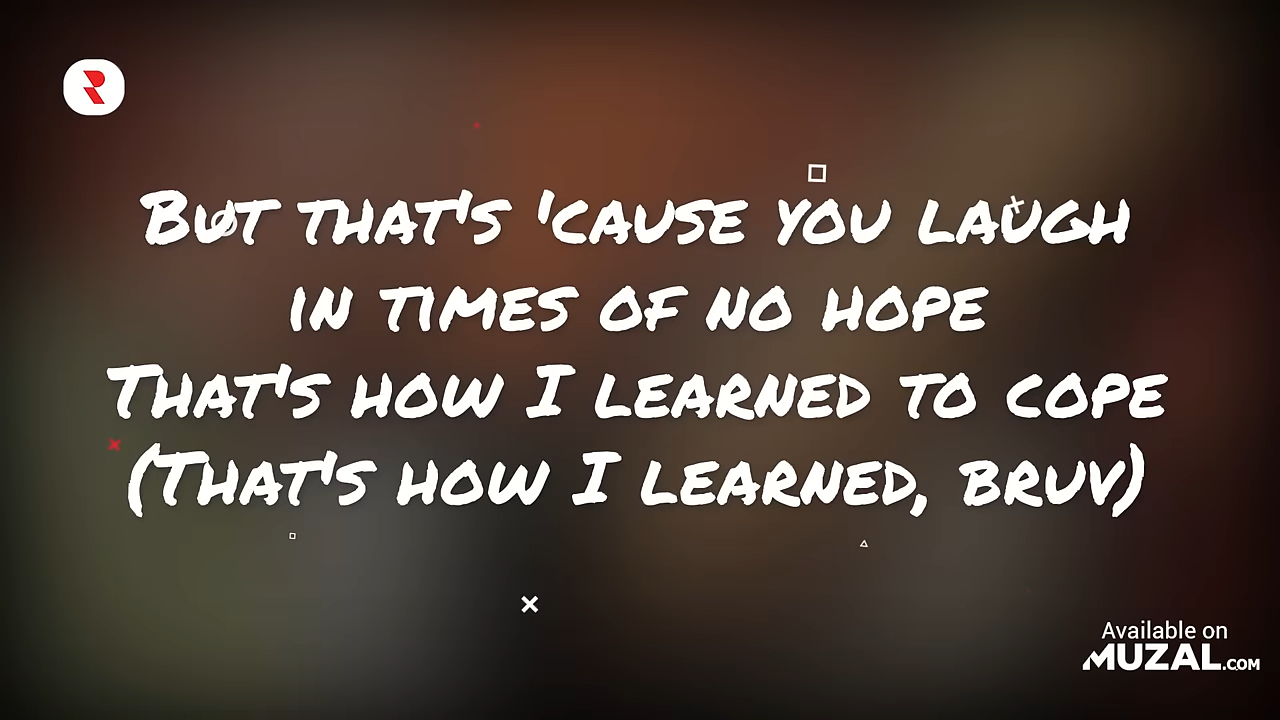 But that's 'cause you laugh
in times of no hope
That's how I learned to cope
(That's how I learned, bruv)
Available on
MUZAL.COM